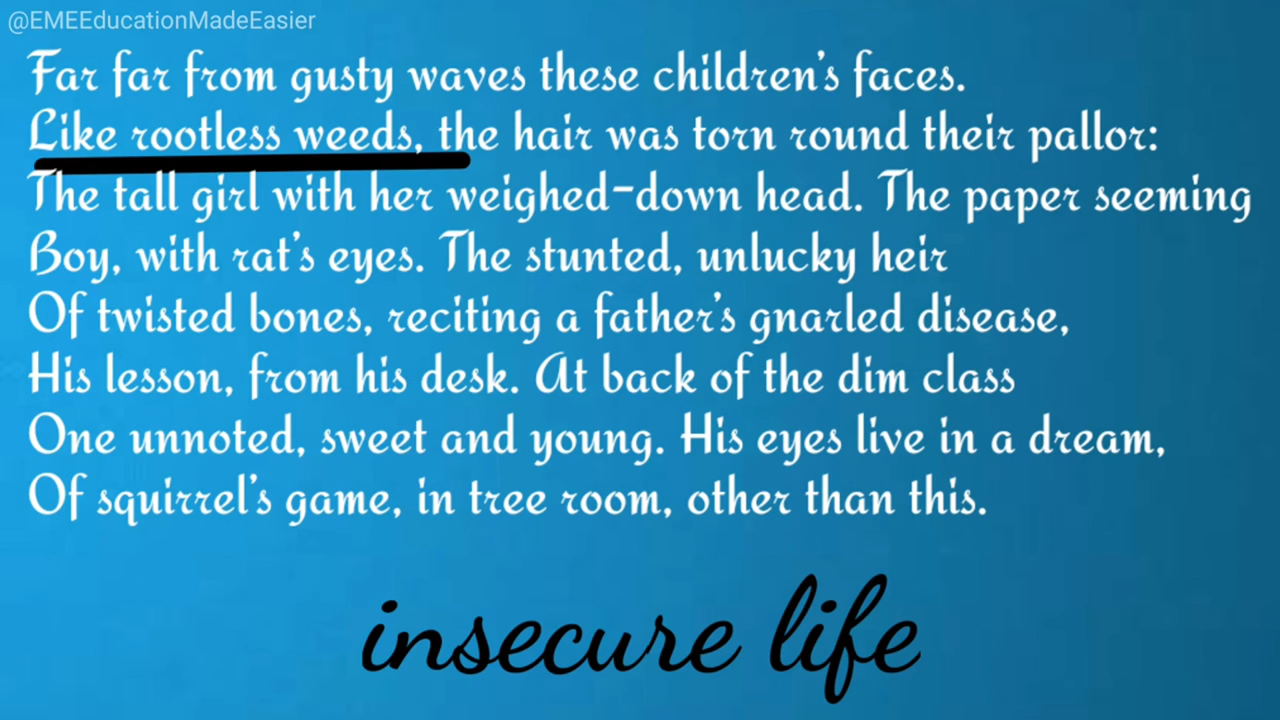 @EMEEducationMadeEasier
Far far from gusty waves these children's faces.
Like rootless weeds, the hair was torn round their pallor:
The tall girl with her weighed-down head. The paper seeming
Boy, with rat's eyes. The stunted, unlucky heir
Of twisted bones, reciting a father's gnarled disease,
His lesson, from his desk. At back of the dim class
One unnoted, sweet and young. His eyes live in a dream,
Of squirrel's game, in tree room, other than this.
insecure life